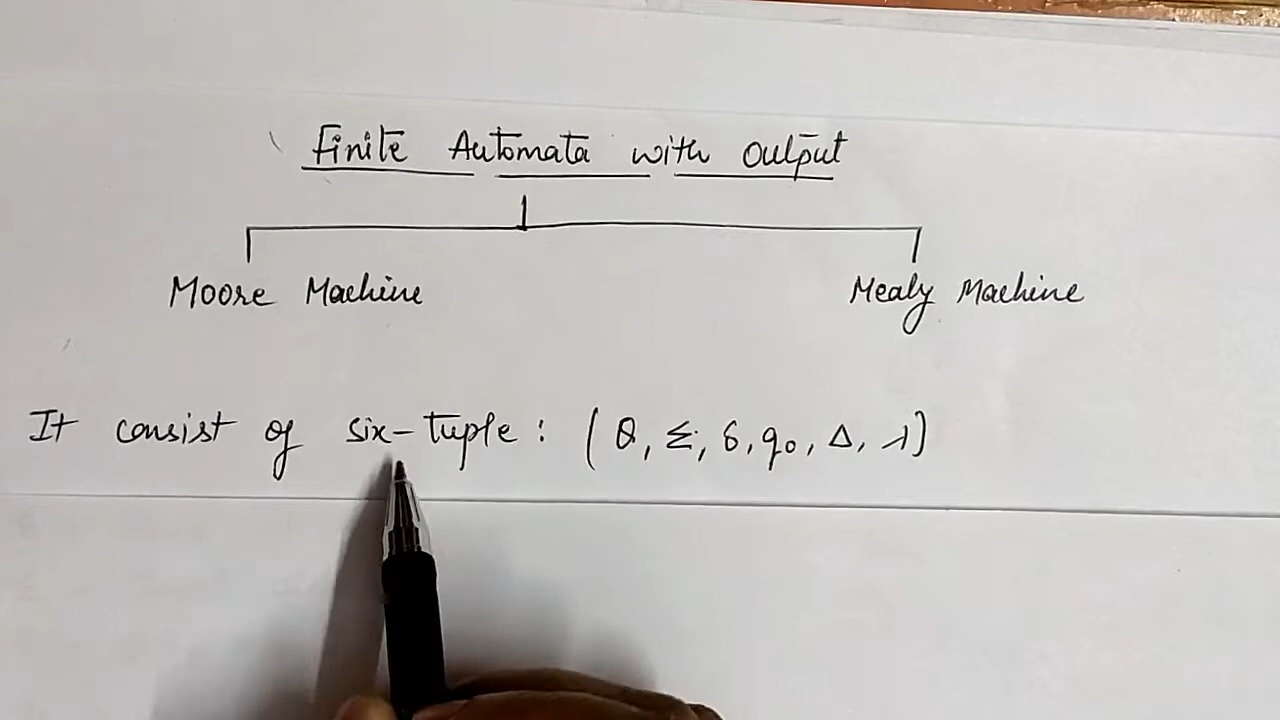 Finite Automata with Output
Moore Machine
Mealy Machine
It consist of six-tuple: (Q, Σ, δ, q₀, Δ, λ)